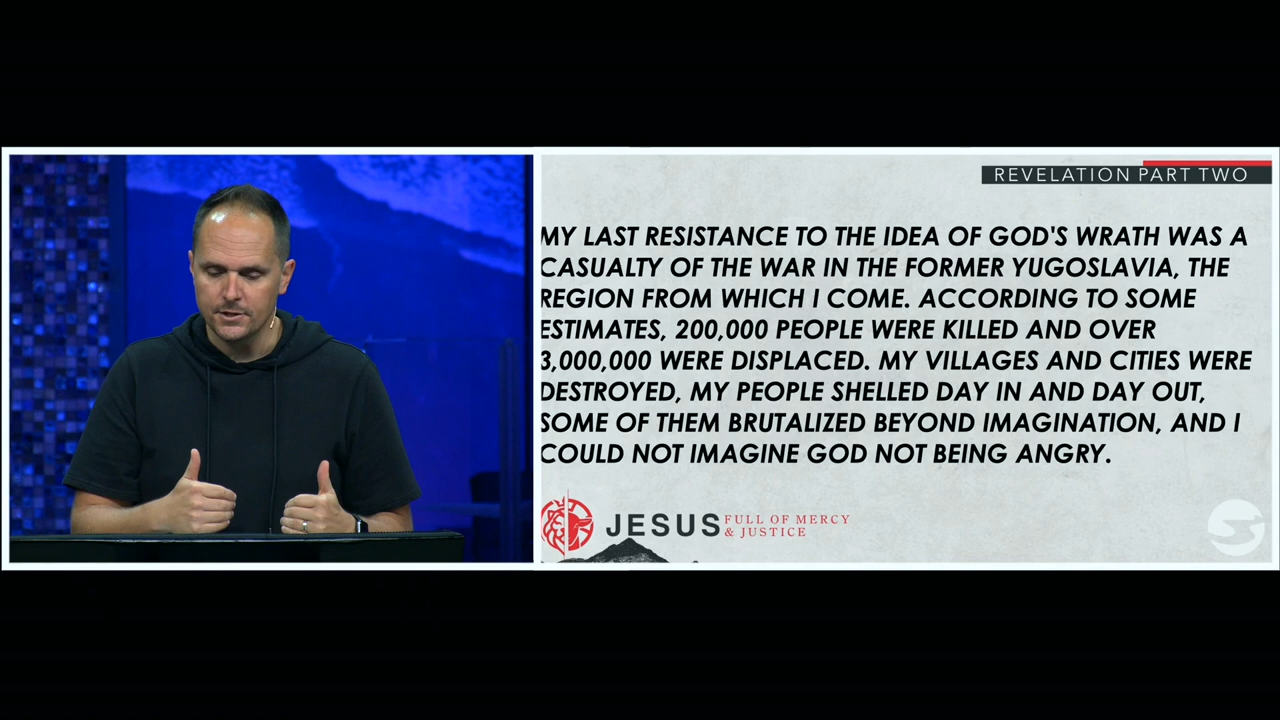 REVELATION PART TWO
MY LAST RESISTANCE TO THE IDEA OF GOD'S WRATH WAS A
CASUALTY OF THE WAR IN THE FORMER YUGOSLAVIA, THE
REGION FROM WHICH I COME. ACCORDING TO SOME
ESTIMATES, 200,000 PEOPLE WERE KILLED AND OVER
3,000,000 WERE DISPLACED. MY VILLAGES AND CITIES WERE
DESTROYED, MY PEOPLE SHELLED DAY IN AND DAY OUT,
SOME OF THEM BRUTALIZED BEYOND IMAGINATION, AND I
COULD NOT IMAGINE GOD NOT BEING ANGRY.
JESUS FULL OF MERCY
& JUSTICE